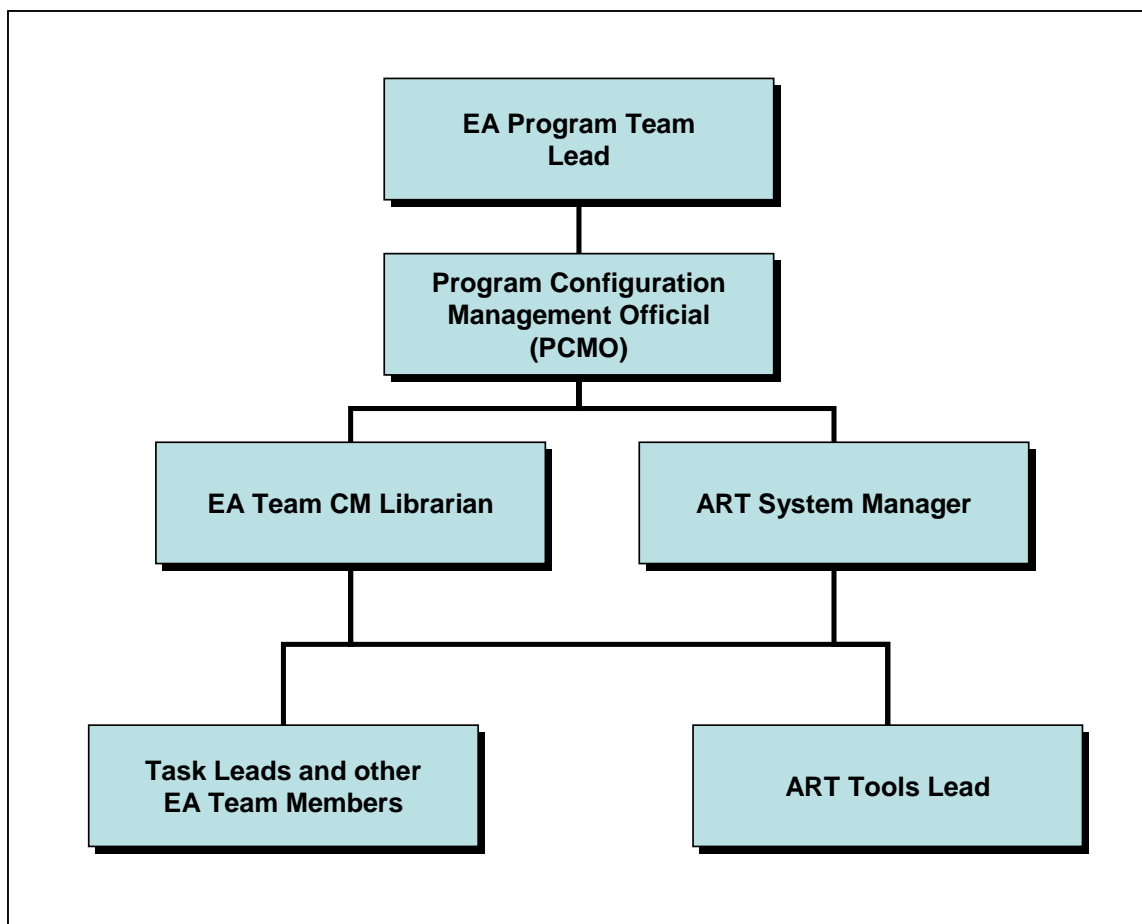 EA Program Team
Lead
Program Configuration
Management Official
(PCMO)
EA Team CM Librarian
ART System Manager
Task Leads and other
EA Team Members
ART Tools Lead